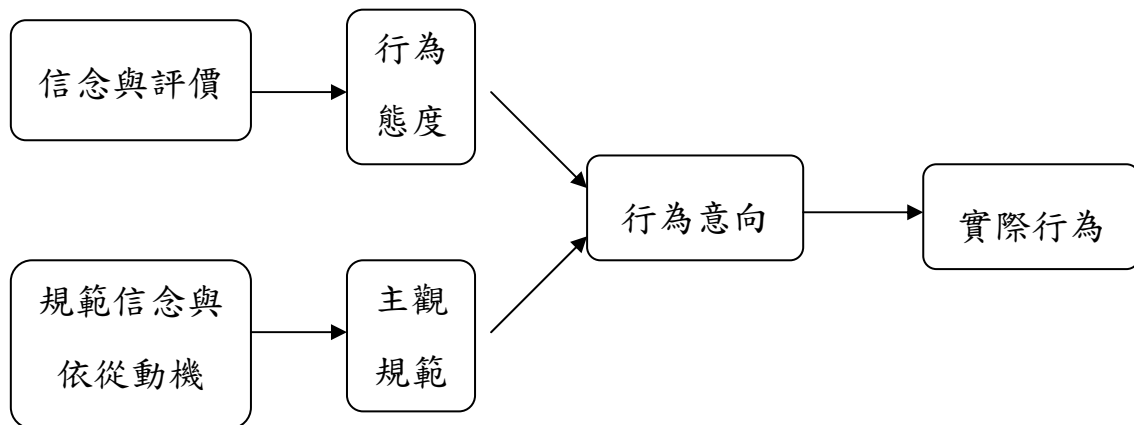 信念與評價
行為
態度
規範信念與
依從動機
主觀
規範
行為意向
實際行為